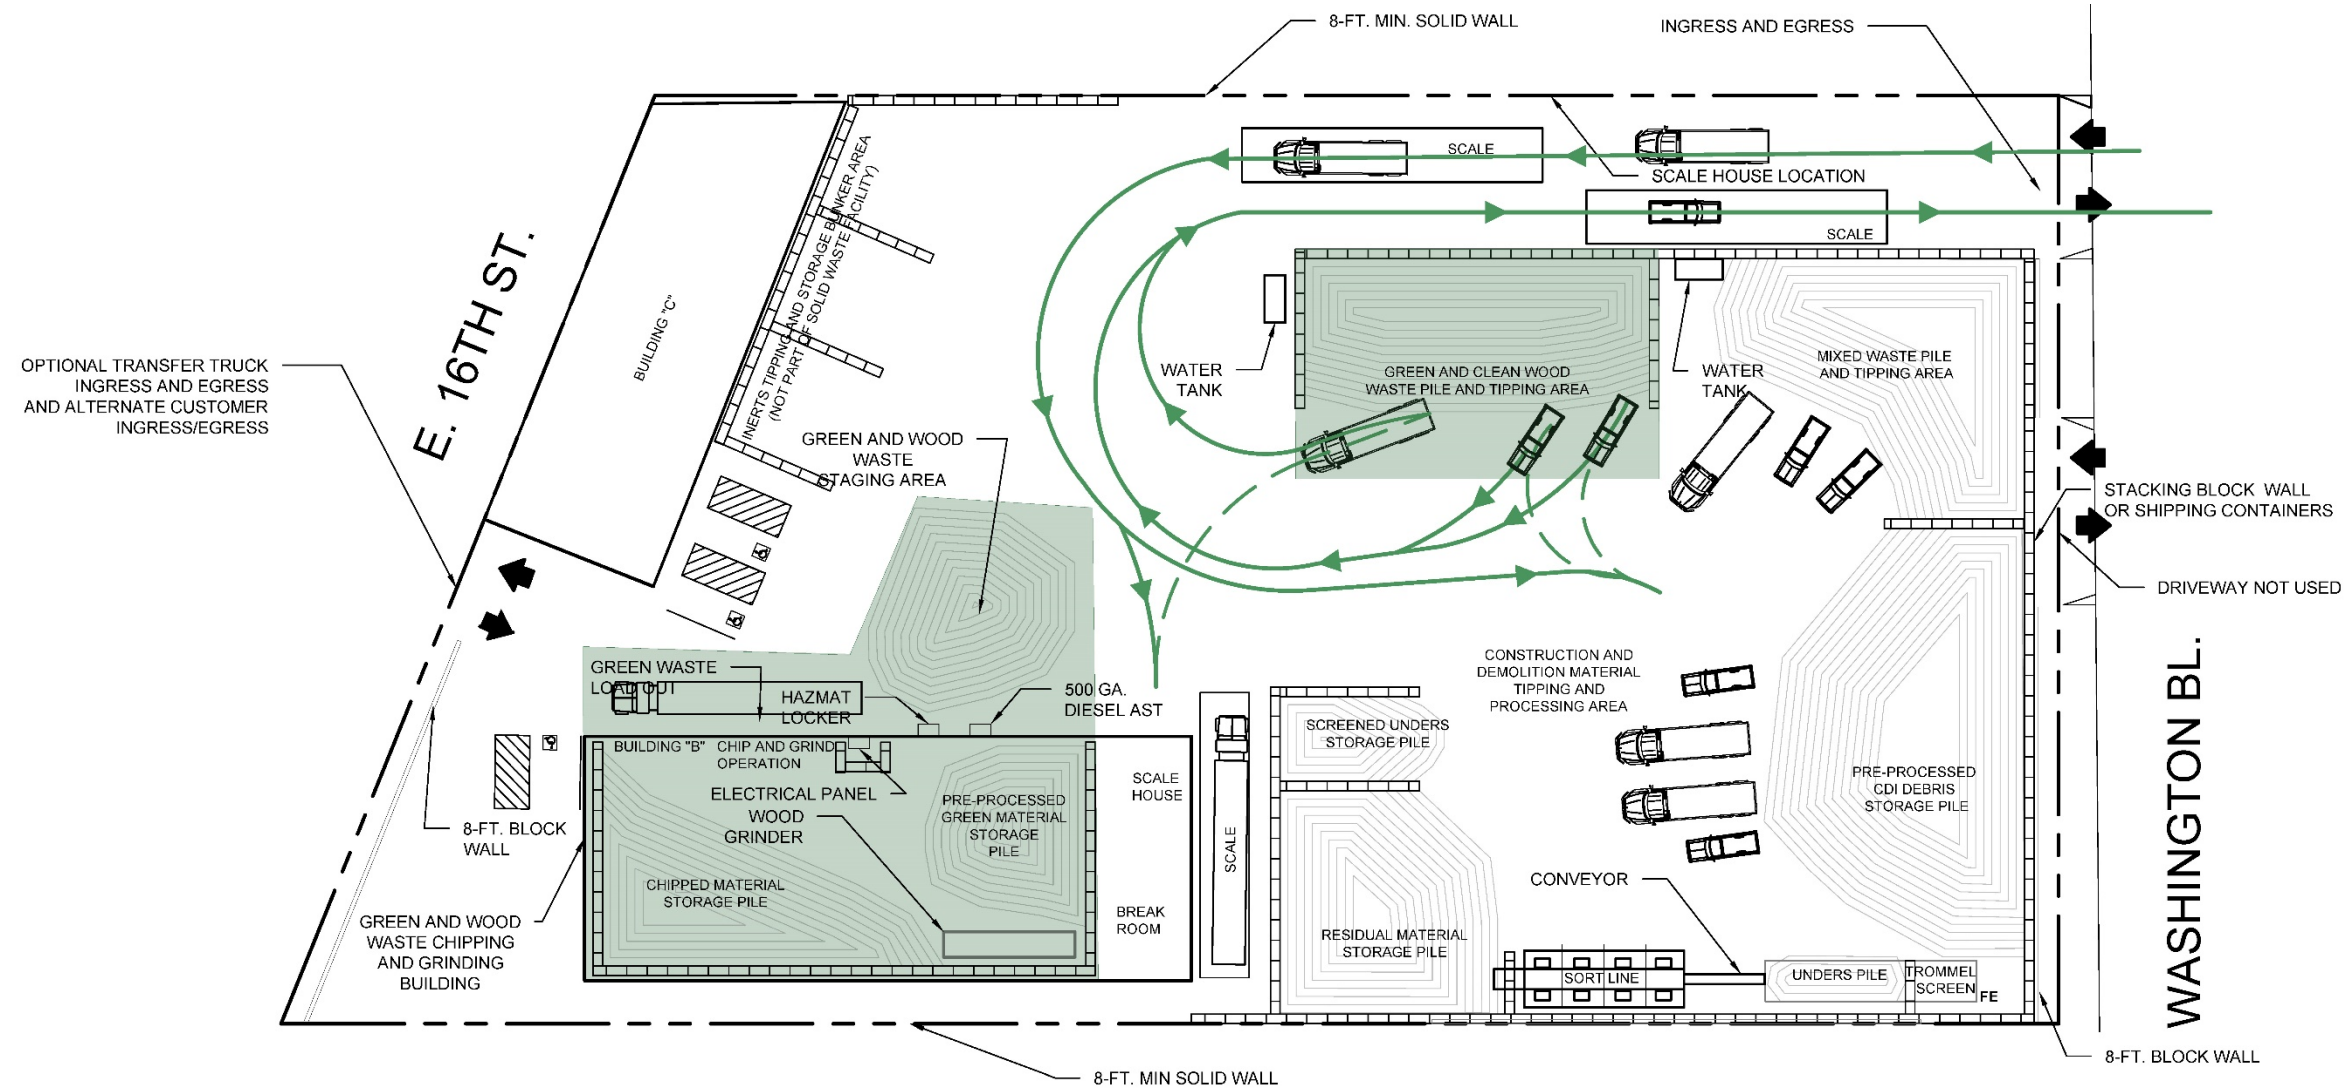 8-FT. MIN. SOLID WALL
INGRESS AND EGRESS
SCALE
SCALE HOUSE LOCATION
SCALE
E. 16TH ST.
BUILDING "C"
INERTS TIPPING AND STORAGE BUNKER AREA
(NOT PART OF SOLID WASTE FACILITY)
OPTIONAL TRANSFER TRUCK
INGRESS AND EGRESS
AND ALTERNATE CUSTOMER
INGRESS/EGRESS
WATER
TANK
GREEN AND CLEAN WOOD
WASTE PILE AND TIPPING AREA
WATER
TANK
MIXED WASTE PILE
AND TIPPING AREA
GREEN AND WOOD
WASTE
STAGING AREA
STACKING BLOCK WALL
OR SHIPPING CONTAINERS
DRIVEWAY NOT USED
WASHINGTON BL.
GREEN WASTE
LOAD OUT
HAZMAT
LOCKER
500 GA.
DIESEL AST
CONSTRUCTION AND
DEMOLITION MATERIAL
TIPPING AND
PROCESSING AREA
SCREENED UNDERS
STORAGE PILE
BUILDING "B"
CHIP AND GRIND
OPERATION
ELECTRICAL PANEL
WOOD
GRINDER
PRE-PROCESSED
GREEN MATERIAL
STORAGE
PILE
SCALE
HOUSE
SCALE
PRE-PROCESSED
CDI DEBRIS
STORAGE PILE
8-FT. BLOCK
WALL
CHIPPED MATERIAL
STORAGE PILE
BREAK
ROOM
CONVEYOR
GREEN AND WOOD
WASTE CHIPPING
AND GRINDING
BUILDING
RESIDUAL MATERIAL
STORAGE PILE
SORT LINE
UNDERS PILE
TROMMEL
SCREEN
FE
8-FT. BLOCK WALL
8-FT. MIN SOLID WALL